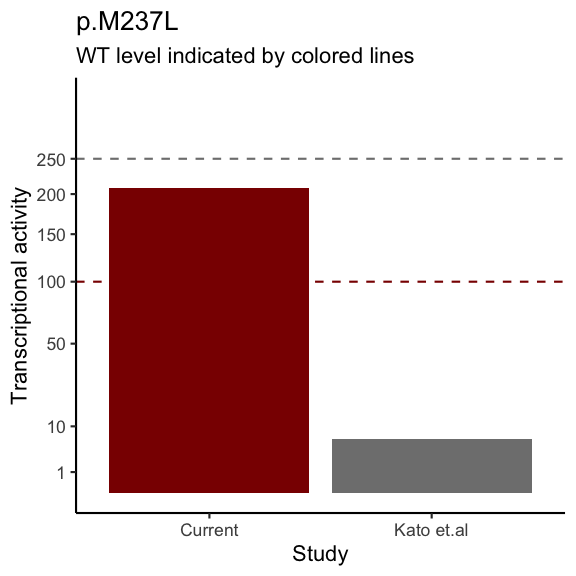 p.M237L
WT level indicated by colored lines
Transcriptional activity
250
200
150
100
50
10
1
Current
Kato et.al
Study